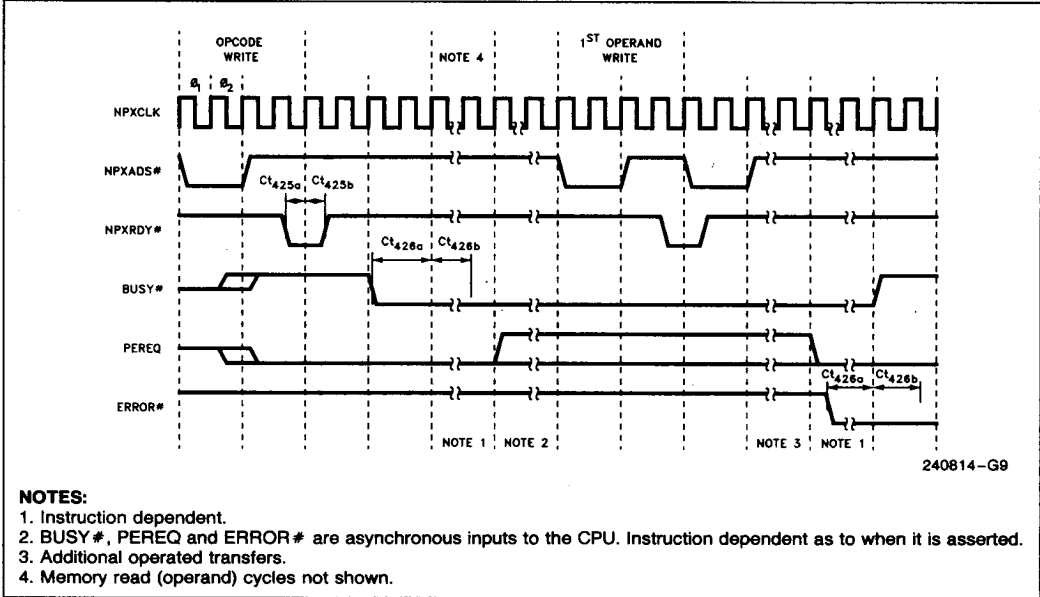 OPCODE WRITE
NOTE 4
1ST OPERAND WRITE
Ø1 Ø2
NPXCLK
NPXADS#
Ct425a Ct425b
NPXRDY#
Ct426a Ct426b
BUSY#
PEREQ
Ct426a Ct426b
ERROR#
NOTE 1 NOTE 2 NOTE 3 NOTE 1
240814–G9
NOTES:
1. Instruction dependent.
2. BUSY#, PEREQ and ERROR# are asynchronous inputs to the CPU. Instruction dependent as to when it is asserted.
3. Additional operated transfers.
4. Memory read (operand) cycles not shown.